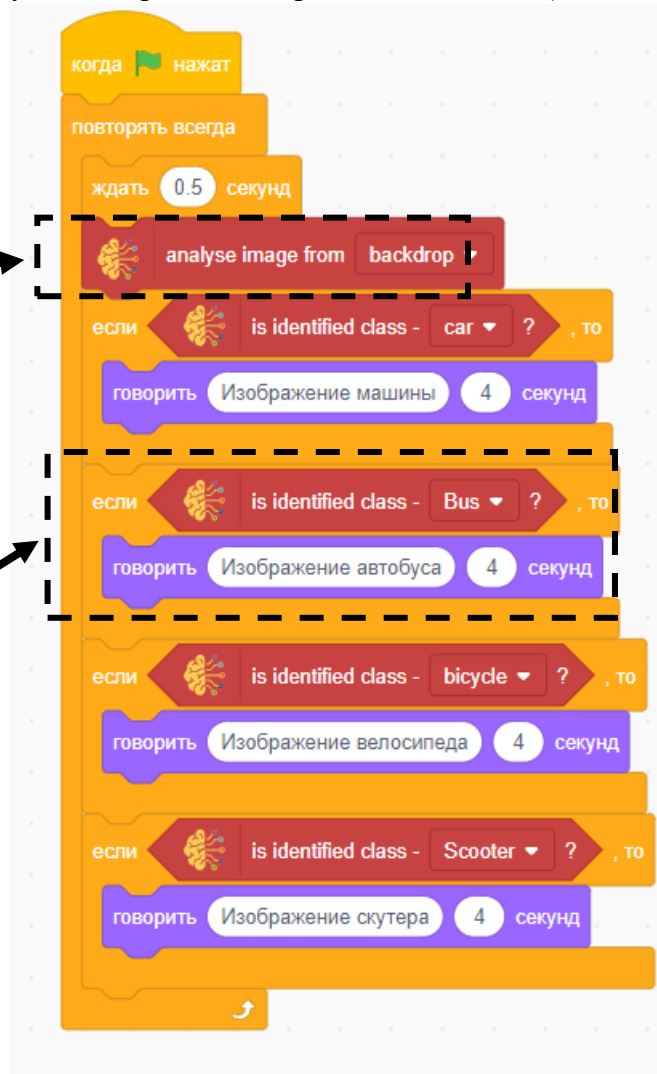 когда нажат
повторять всегда
ждать 0.5 секунд
analyse image from backdrop
если is identified class - car ? , то
говорить Изображение машины 4 секунд
если is identified class - Bus ? , то
говорить Изображение автобуса 4 секунд
если is identified class - bicycle ? , то
говорить Изображение велосипеда 4 секунд
если is identified class - Scooter ? , то
говорить Изображение скутера 4 секунд